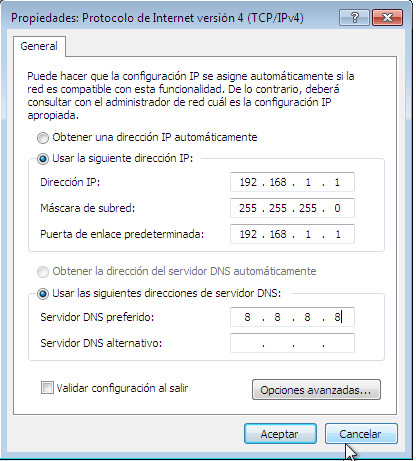 Propiedades: Protocolo de Internet versión 4 (TCP/IPv4)
General
Puede hacer que la configuración IP se asigne automáticamente si la
red es compatible con esta funcionalidad. De lo contrario, deberá
consultar con el administrador de red cuál es la configuración IP
apropiada.
Obtener una dirección IP automáticamente
Usar la siguiente dirección IP:
Dirección IP: 192 . 168 . 1 . 1
Máscara de subred: 255 . 255 . 255 . 0
Puerta de enlace predeterminada: 192 . 168 . 1 . 1
Obtener la dirección del servidor DNS automáticamente
Usar las siguientes direcciones de servidor DNS:
Servidor DNS preferido: 8 . 8 . 8 . 8
Servidor DNS alternativo: . . .
Validar configuración al salir
Opciones avanzadas...
Aceptar Cancelar